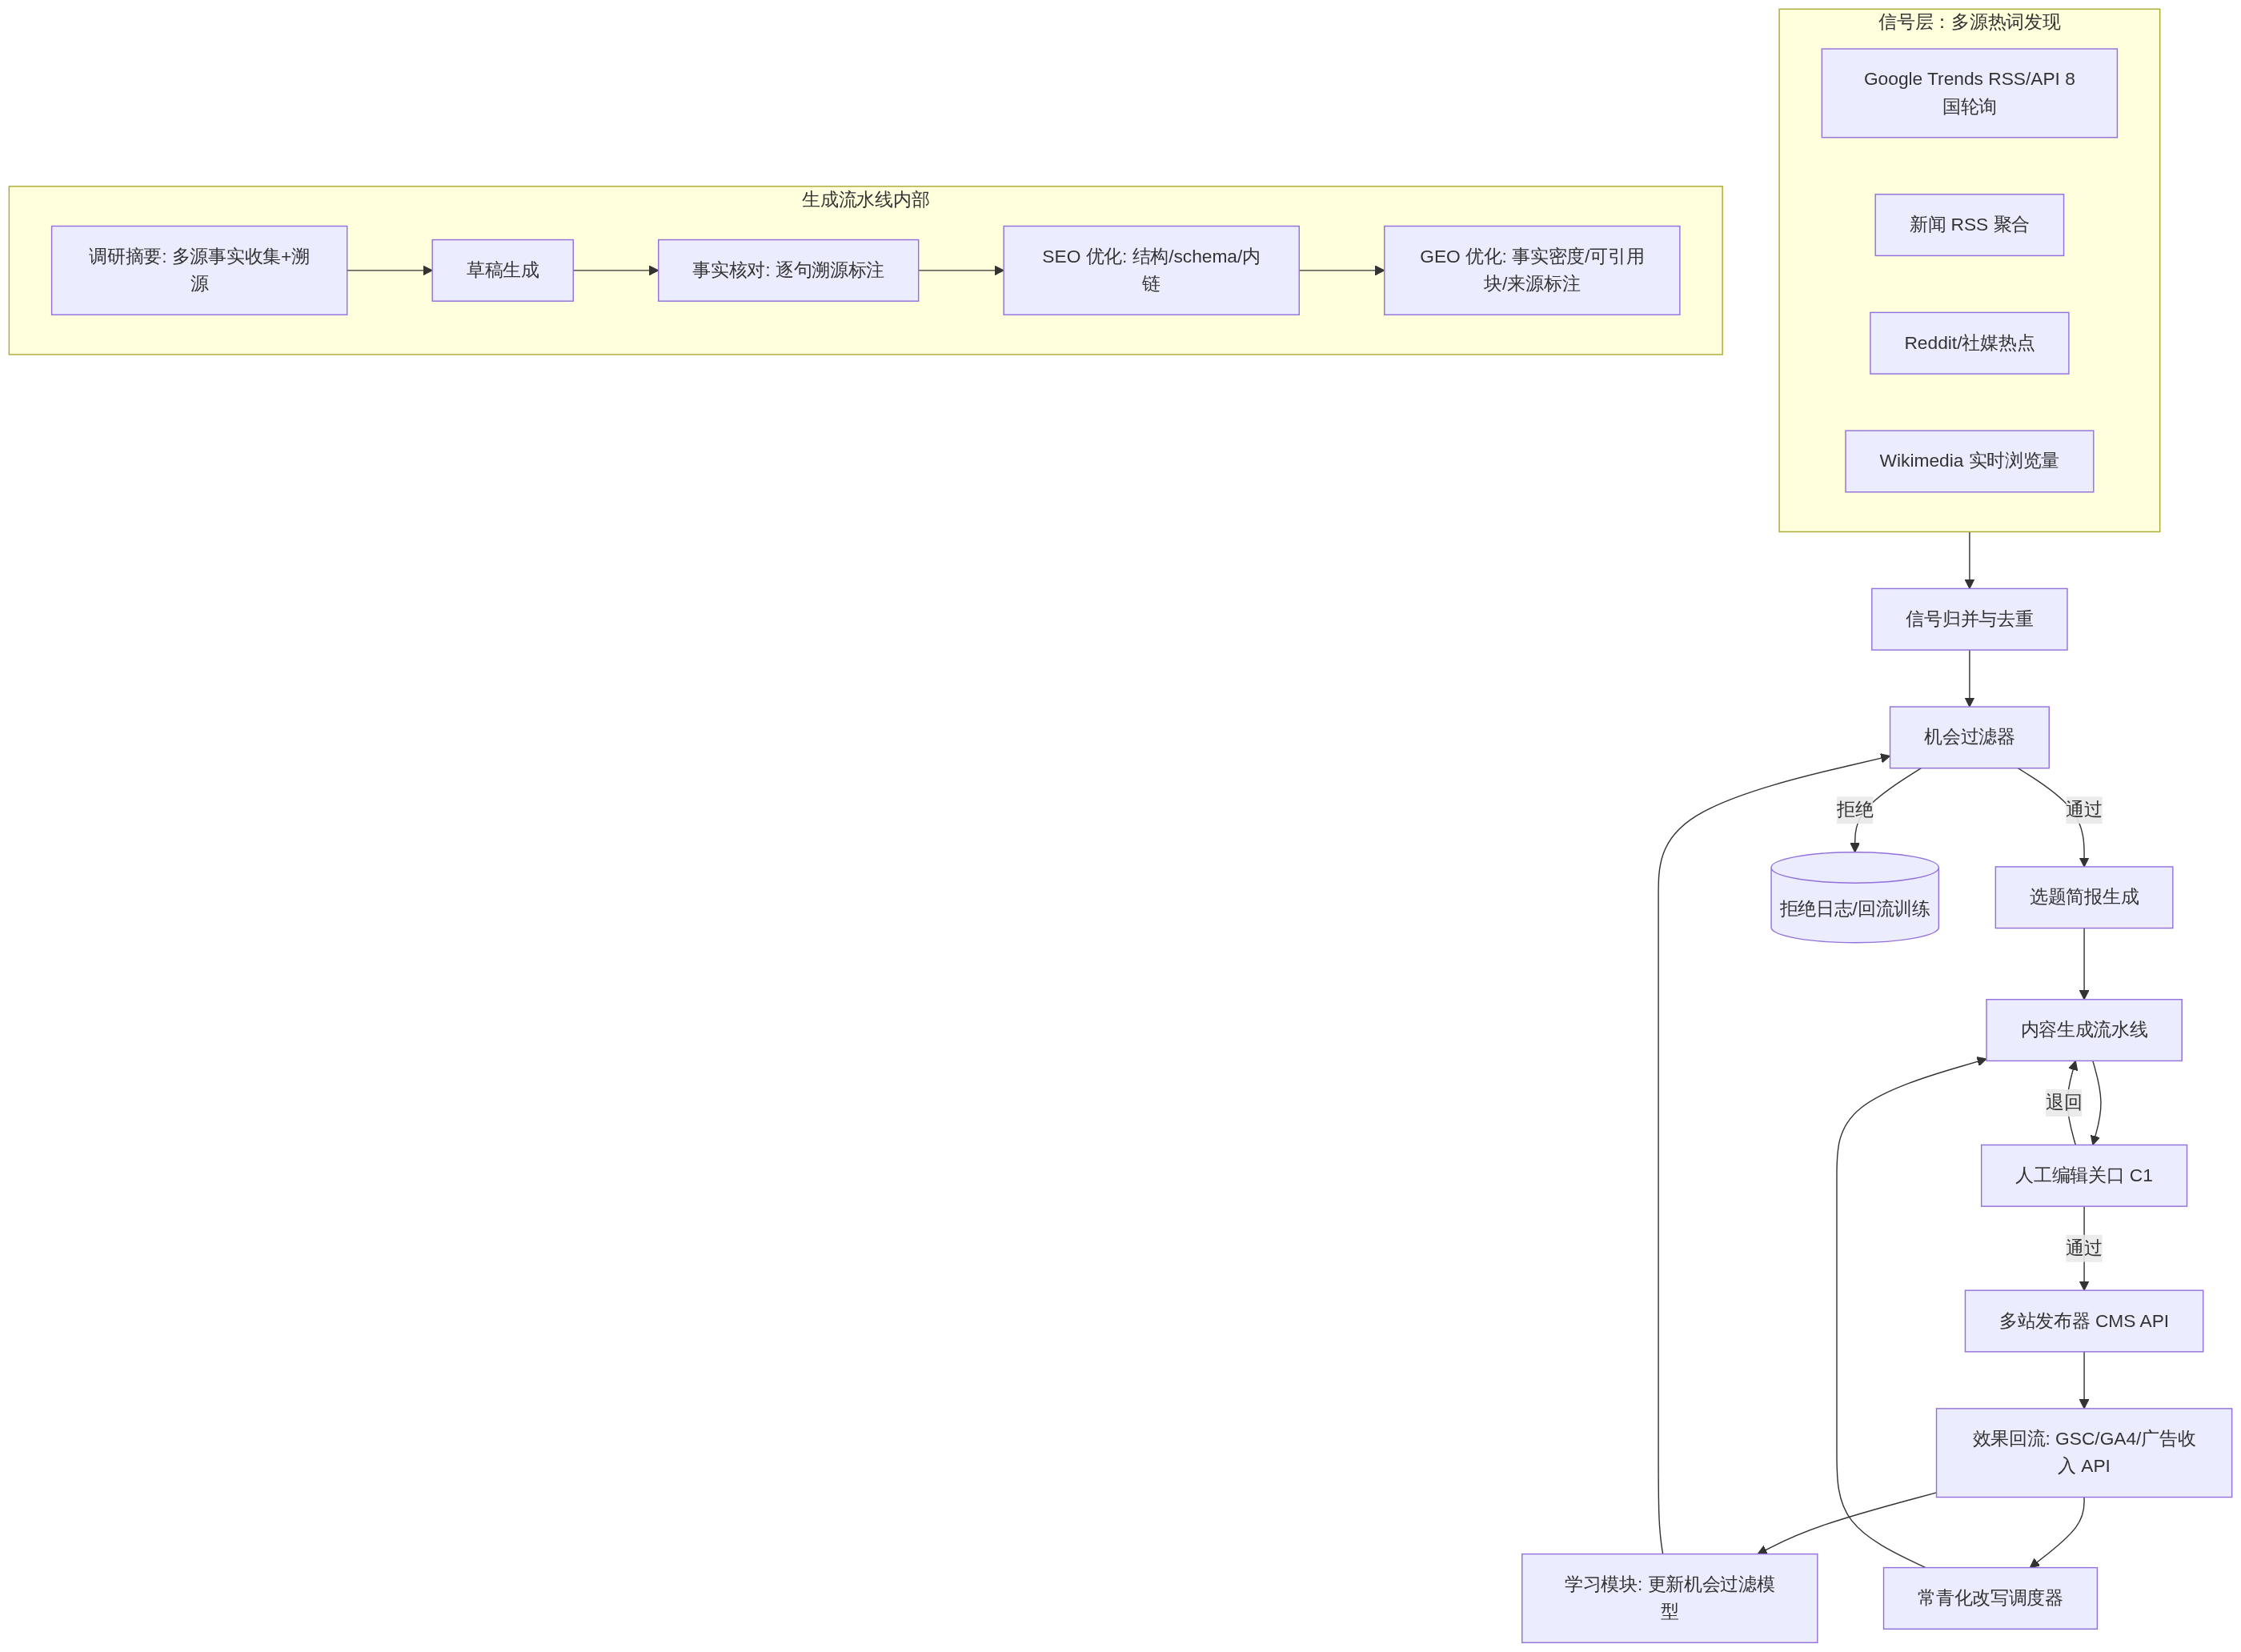 信号层：多源热词发现
Google Trends RSS/API 8
国轮询
新闻 RSS 聚合
Reddit/社媒热点
Wikimedia 实时浏览量
生成流水线内部
调研摘要: 多源事实收集+溯
源
草稿生成
事实核对: 逐句溯源标注
SEO 优化: 结构/schema/内
链
GEO 优化: 事实密度/可引用
块/来源标注
信号归并与去重
机会过滤器
拒绝
通过
拒绝日志/回流训练
选题简报生成
内容生成流水线
退回
人工编辑关口 C1
通过
多站发布器 CMS API
效果回流: GSC/GA4/广告收
入 API
学习模块: 更新机会过滤模
型
常青化改写调度器